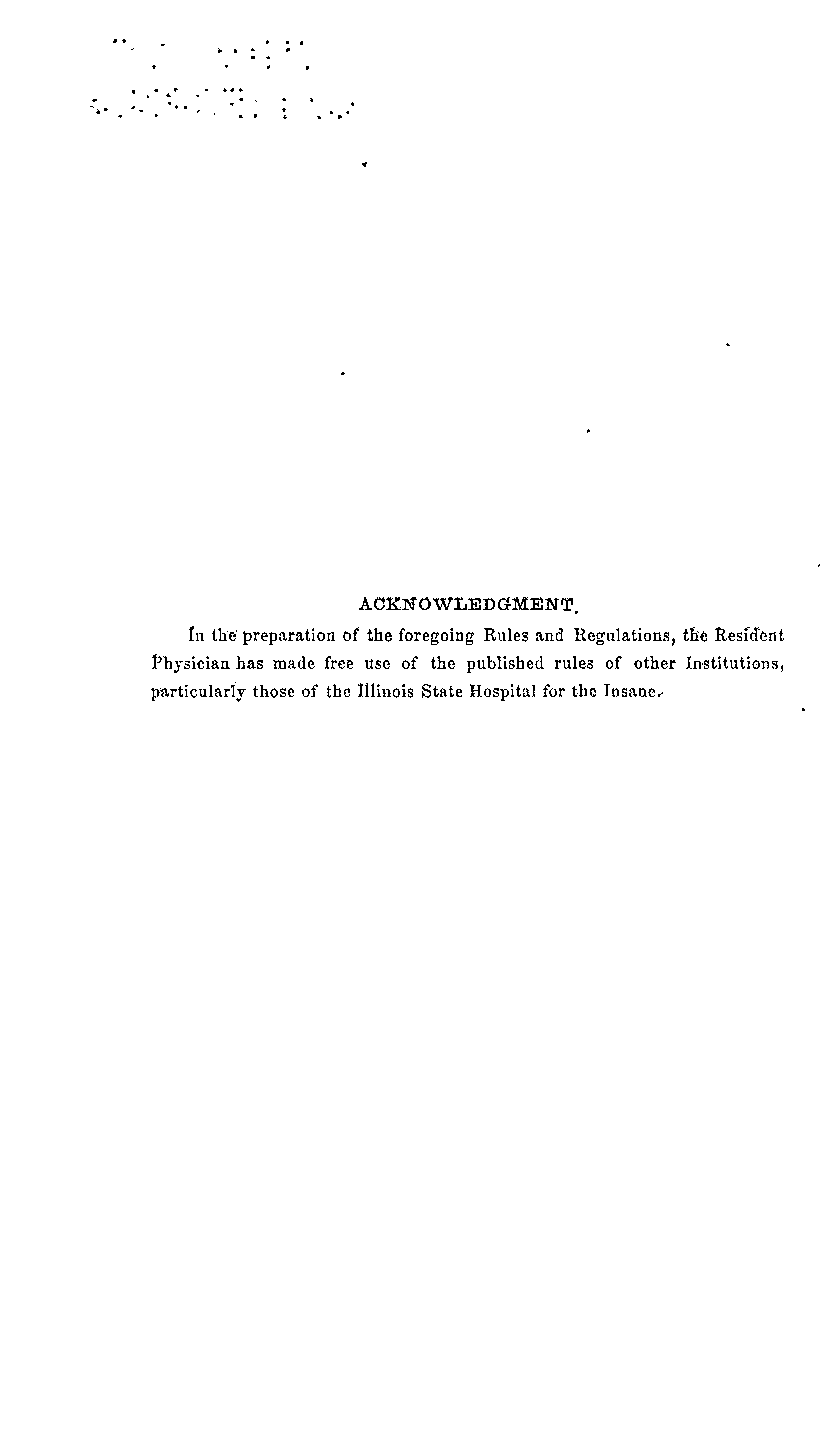 ACKNOWLEDGMENT.
In the preparation of the foregoing Rules and Regulations, the Resident
Physician has made free use of the published rules of other Institutions,
particularly those of the Illinois State Hospital for the Insane.